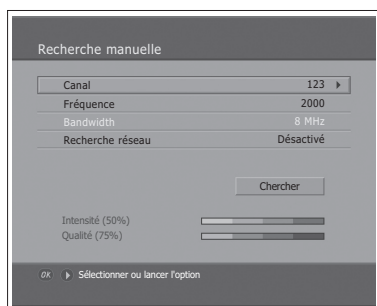 Recherche manuelle
Canal 123
Fréquence 2000
Bandwidth 8 MHz
Recherche réseau Désactivé
Chercher
Intensité (50%)
Qualité (75%)
OK Sélectionner ou lancer l'option